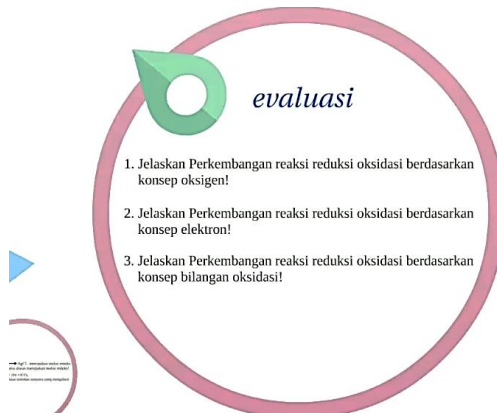 evaluasi
1. Jelaskan Perkembangan reaksi reduksi oksidasi berdasarkan
konsep oksigen!
2. Jelaskan Perkembangan reaksi reduksi oksidasi berdasarkan
konsep elektron!
3. Jelaskan Perkembangan reaksi reduksi oksidasi berdasarkan
konsep bilangan oksidasi!